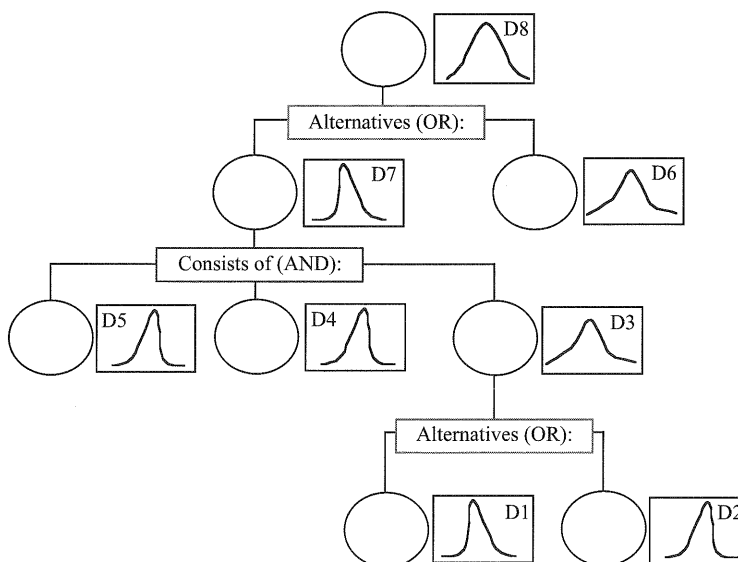 D8
Alternatives (OR):
D7
D6
Consists of (AND):
D5
D4
D3
Alternatives (OR):
D1
D2